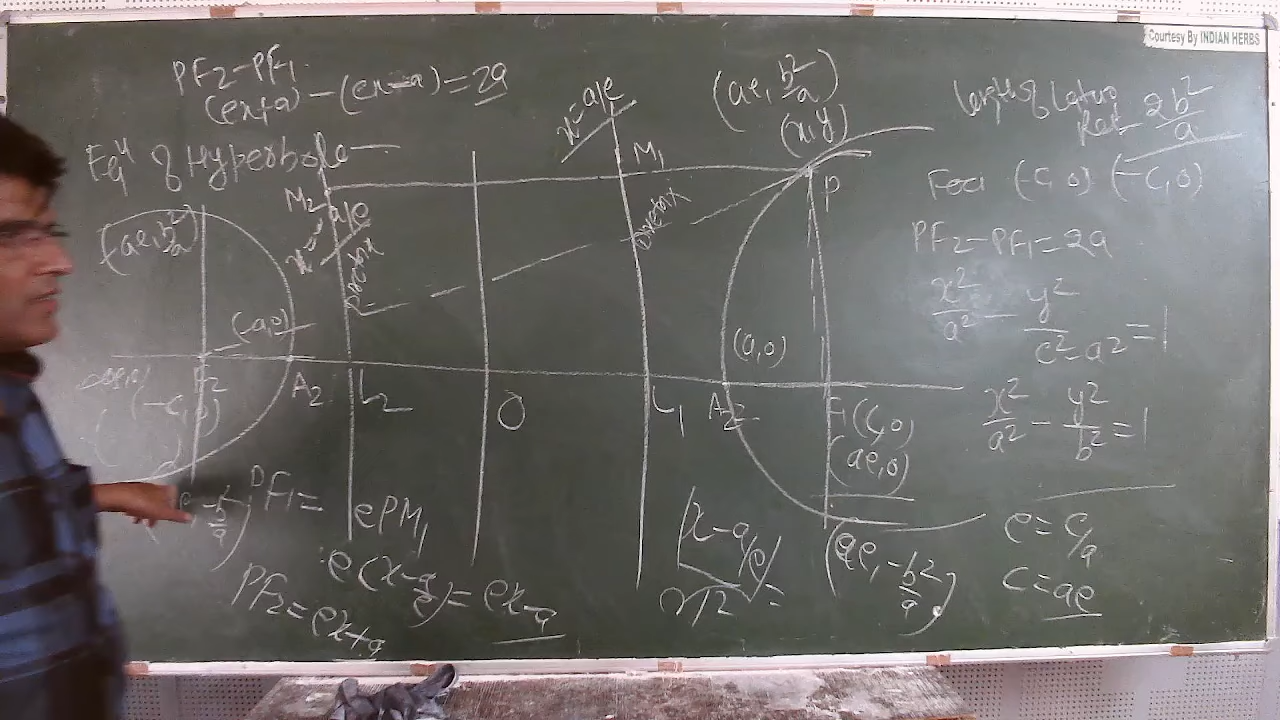 Courtesy By INDIAN HERBS
PF2-PF1
(ex+a) - (ex-a) = 2a
Eqn of Hyperbola
(-ae, b²/a)
(-a,0)
F2
(-c,0)
A2
L2
M2
x=-a/e
Directrix
O
x=a/e
M1
Directrix
L1
(ae, b²/a)
(x,y)
P
(a,0)
A2
F1(c,0)
(ae,0)
(ae, -b²/a)
PF1 = ePM1
e(x-a/e) = ex-a
PF2 = ex+a
x-a/e
Length of Latus
Rect = 2b²/a
Foci (c,0) (-c,0)
PF2-PF1=2a
x²/a² - y²/c²-a² = 1
x²/a² - y²/b² = 1
e=c/a
c=ae